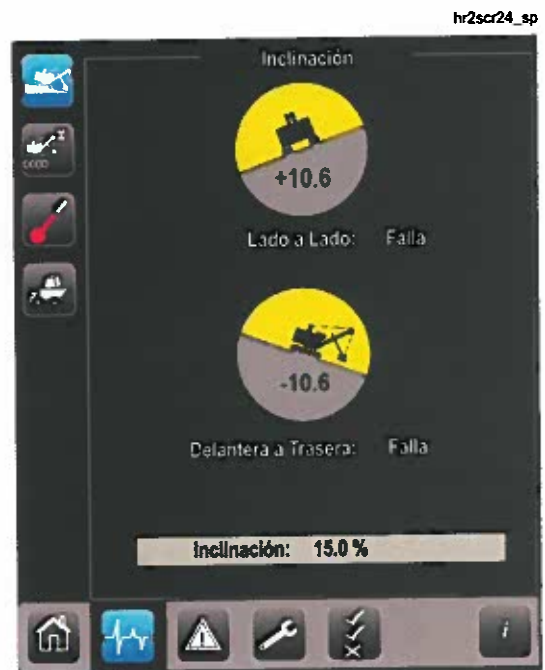 hr2scr24_sp
Inclinación
+10.6
Lado a Lado: Falla
-10.6
Delantera a Trasera: Falla
Inclinación: 15.0 %
i